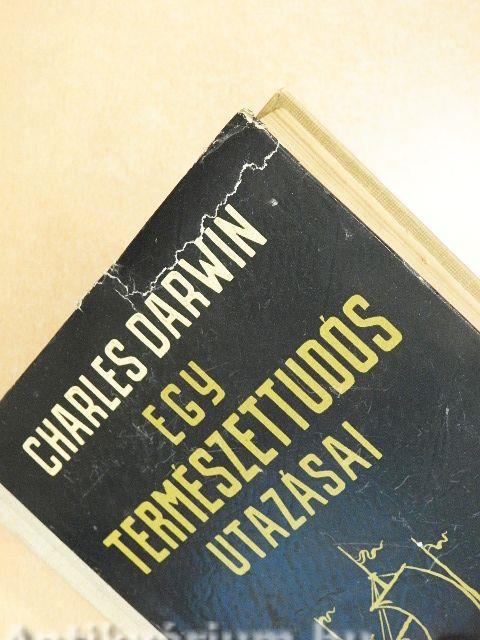 CHARLES DARWIN
EGY
TERMÉSZETTUDÓS
UTAZÁSAI